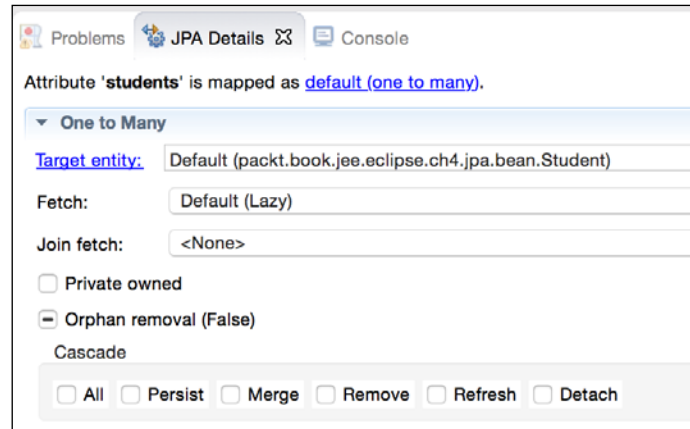 Problems JPA Details Console
Attribute 'students' is mapped as default (one to many).
One to Many
Target entity: Default (packt.book.jee.eclipse.ch4.jpa.bean.Student)
Fetch: Default (Lazy)
Join fetch: <None>
Private owned
Orphan removal (False)
Cascade
All Persist Merge Remove Refresh Detach